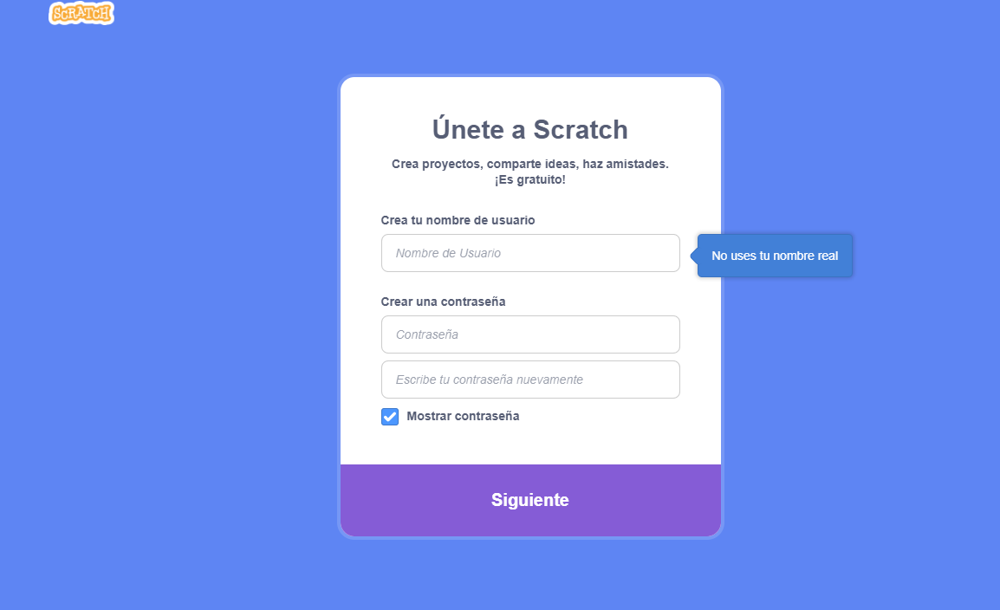 SCRATCH
Únete a Scratch
Crea proyectos, comparte ideas, haz amistades.
¡Es gratuito!
Crea tu nombre de usuario
Nombre de Usuario
No uses tu nombre real
Crear una contraseña
Contraseña
Escribe tu contraseña nuevamente
Mostrar contraseña
Siguiente